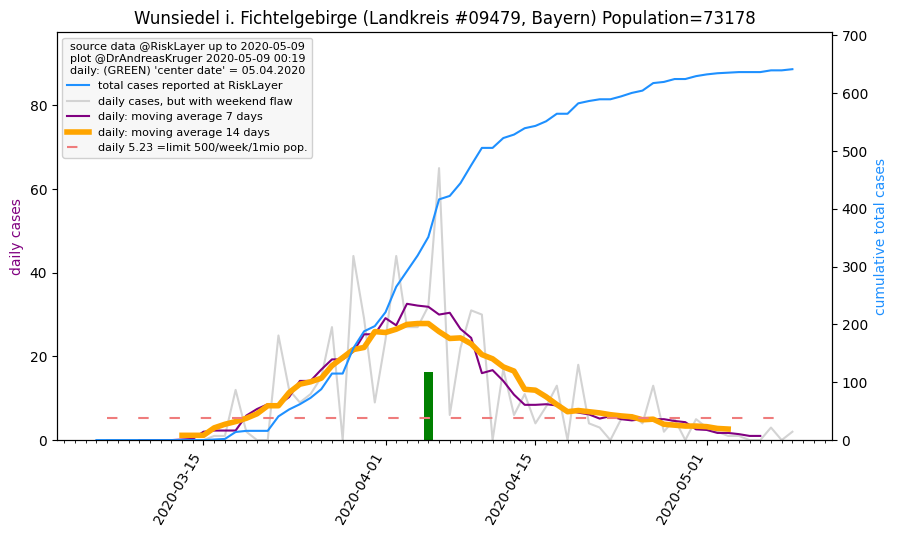 Wunsiedel i. Fichtelgebirge (Landkreis #09479, Bayern) Population=73178
source data @RiskLayer up to 2020-05-09
plot @DrAndreasKruger 2020-05-09 00:19
daily: (GREEN) 'center date' = 05.04.2020
total cases reported at RiskLayer
daily cases, but with weekend flaw
daily: moving average 7 days
daily: moving average 14 days
daily 5.23 =limit 500/week/1mio pop.
daily cases
80
60
40
20
0
700
600
500
400
300
200
100
0
cumulative total cases
2020-03-15
2020-04-01
2020-04-15
2020-05-01